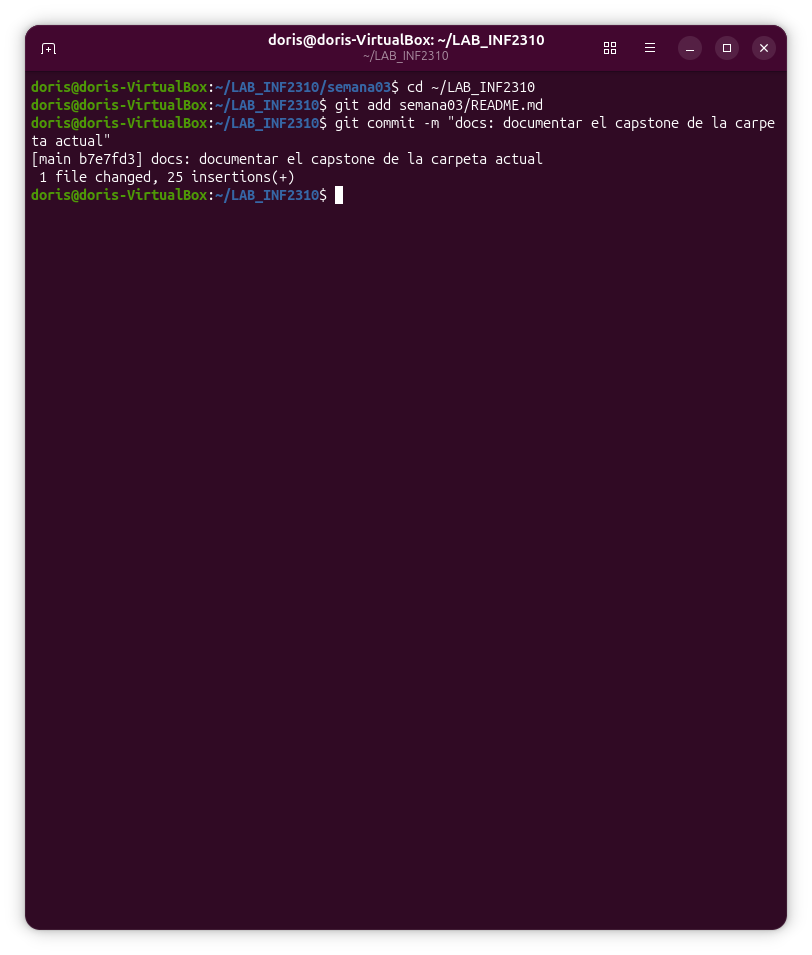 doris@doris-VirtualBox: ~/LAB_INF2310
~/LAB_INF2310
doris@doris-VirtualBox:~/LAB_INF2310/semana03$ cd ~/LAB_INF2310
doris@doris-VirtualBox:~/LAB_INF2310$ git add semana03/README.md
doris@doris-VirtualBox:~/LAB_INF2310$ git commit -m "docs: documentar el capstone de la carpe
ta actual"
[main b7e7fd3] docs: documentar el capstone de la carpeta actual
 1 file changed, 25 insertions(+)
doris@doris-VirtualBox:~/LAB_INF2310$